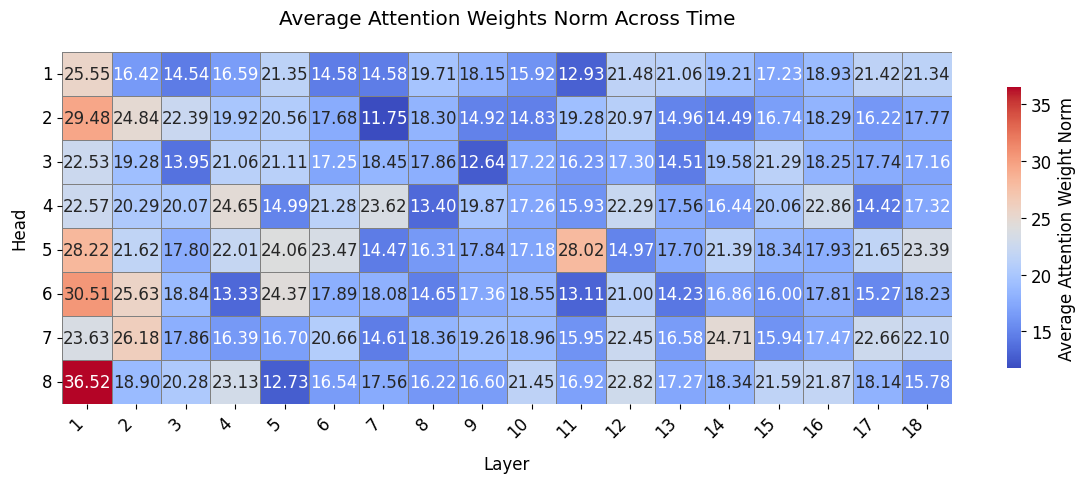 Average Attention Weights Norm Across Time
1 25.55 16.42 14.54 16.59 21.35 14.58 14.58 19.71 18.15 15.92 12.93 21.48 21.06 19.21 17.23 18.93 21.42 21.34
2 29.48 24.84 22.39 19.92 20.56 17.68 11.75 18.30 14.92 14.83 19.28 20.97 14.96 14.49 16.74 18.29 16.22 17.77
3 22.53 19.28 13.95 21.06 21.11 17.25 18.45 17.86 12.64 17.22 16.23 17.30 14.51 19.58 21.29 18.25 17.74 17.16
4 22.57 20.29 20.07 24.65 14.99 21.28 23.62 13.40 19.87 17.26 15.93 22.29 17.56 16.44 20.06 22.86 14.42 17.32
5 28.22 21.62 17.80 22.01 24.06 23.47 14.47 16.31 17.84 17.18 28.02 14.97 17.70 21.39 18.34 17.93 21.65 23.39
6 30.51 25.63 18.84 13.33 24.37 17.89 18.08 14.65 17.36 18.55 13.11 21.00 14.23 16.86 16.00 17.81 15.27 18.23
7 23.63 26.18 17.86 16.39 16.70 20.66 14.61 18.36 19.26 18.96 15.95 22.45 16.58 24.71 15.94 17.47 22.66 22.10
8 36.52 18.90 20.28 23.13 12.73 16.54 17.56 16.22 16.60 21.45 16.92 22.82 17.27 18.34 21.59 21.87 18.14 15.78
1 2 3 4 5 6 7 8 9 10 11 12 13 14 15 16 17 18
Layer
Head
35
30
25
20
15
Average Attention Weight Norm